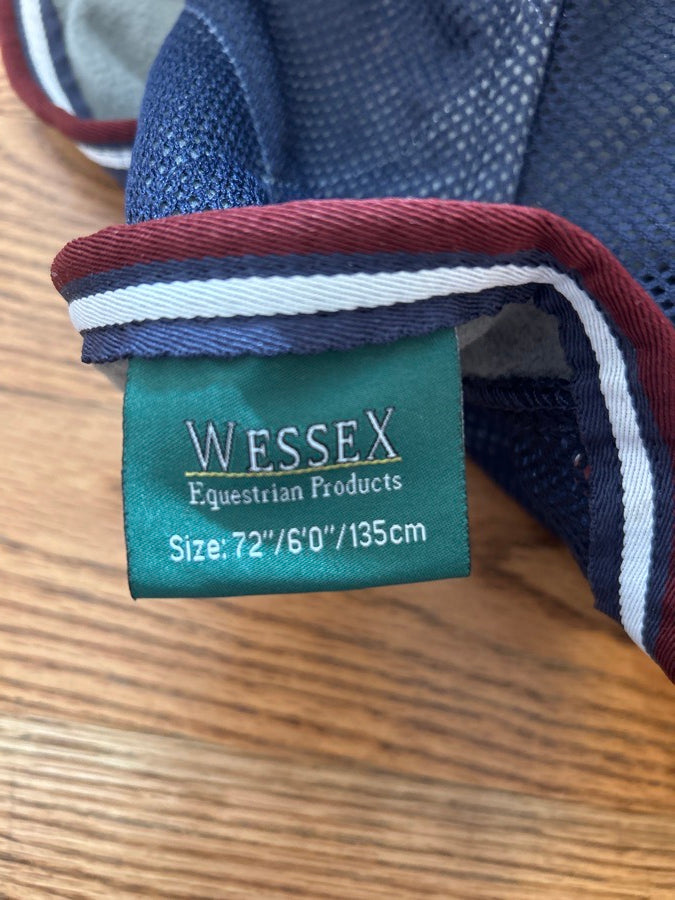 WESSEX
Equestrian Products
Size: 72"/6'0"/135cm